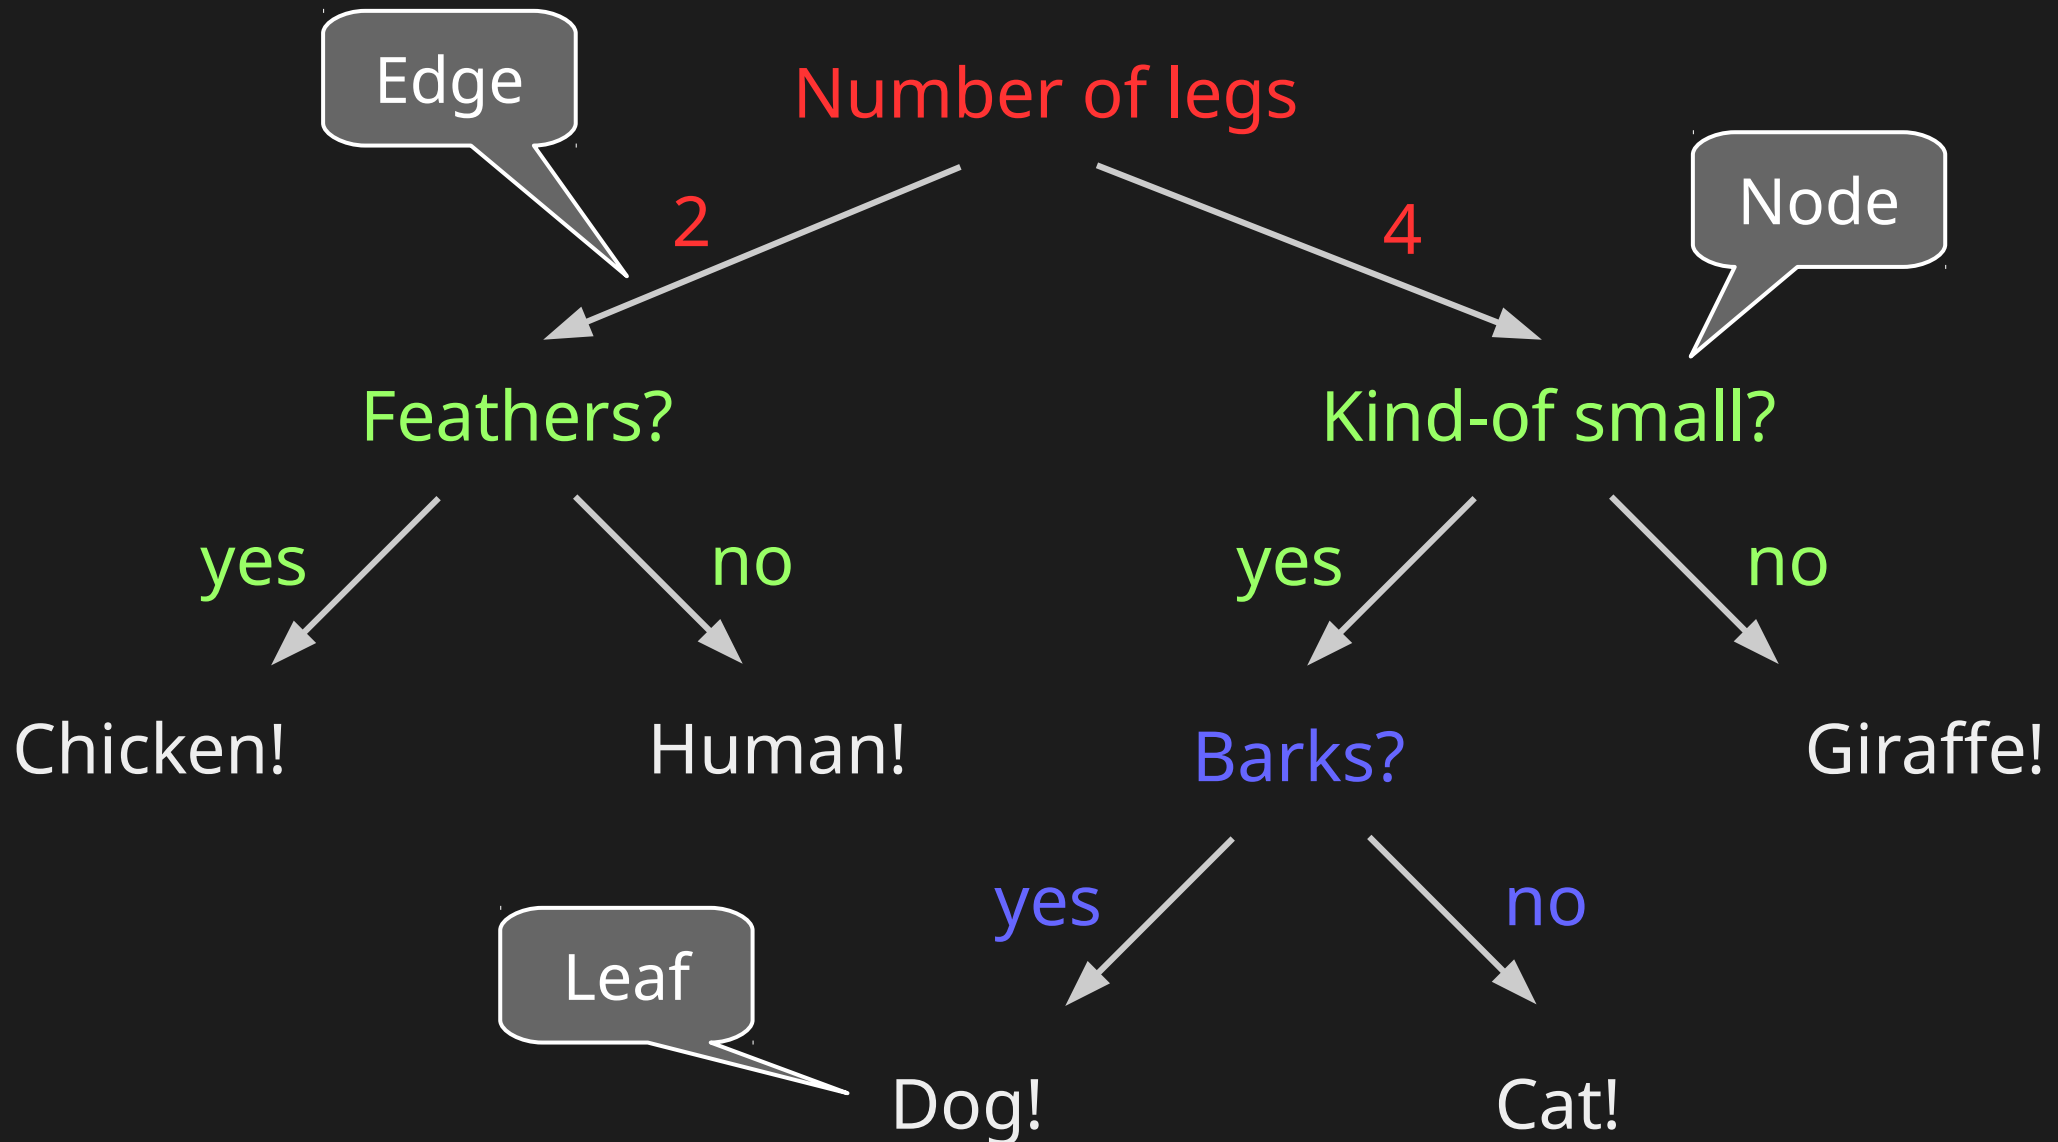 Edge
Number of legs
Node
2
4
Feathers?
Kind-of small?
yes
no
yes
no
Chicken!
Human!
Barks?
Giraffe!
yes
no
Leaf
Dog!
Cat!